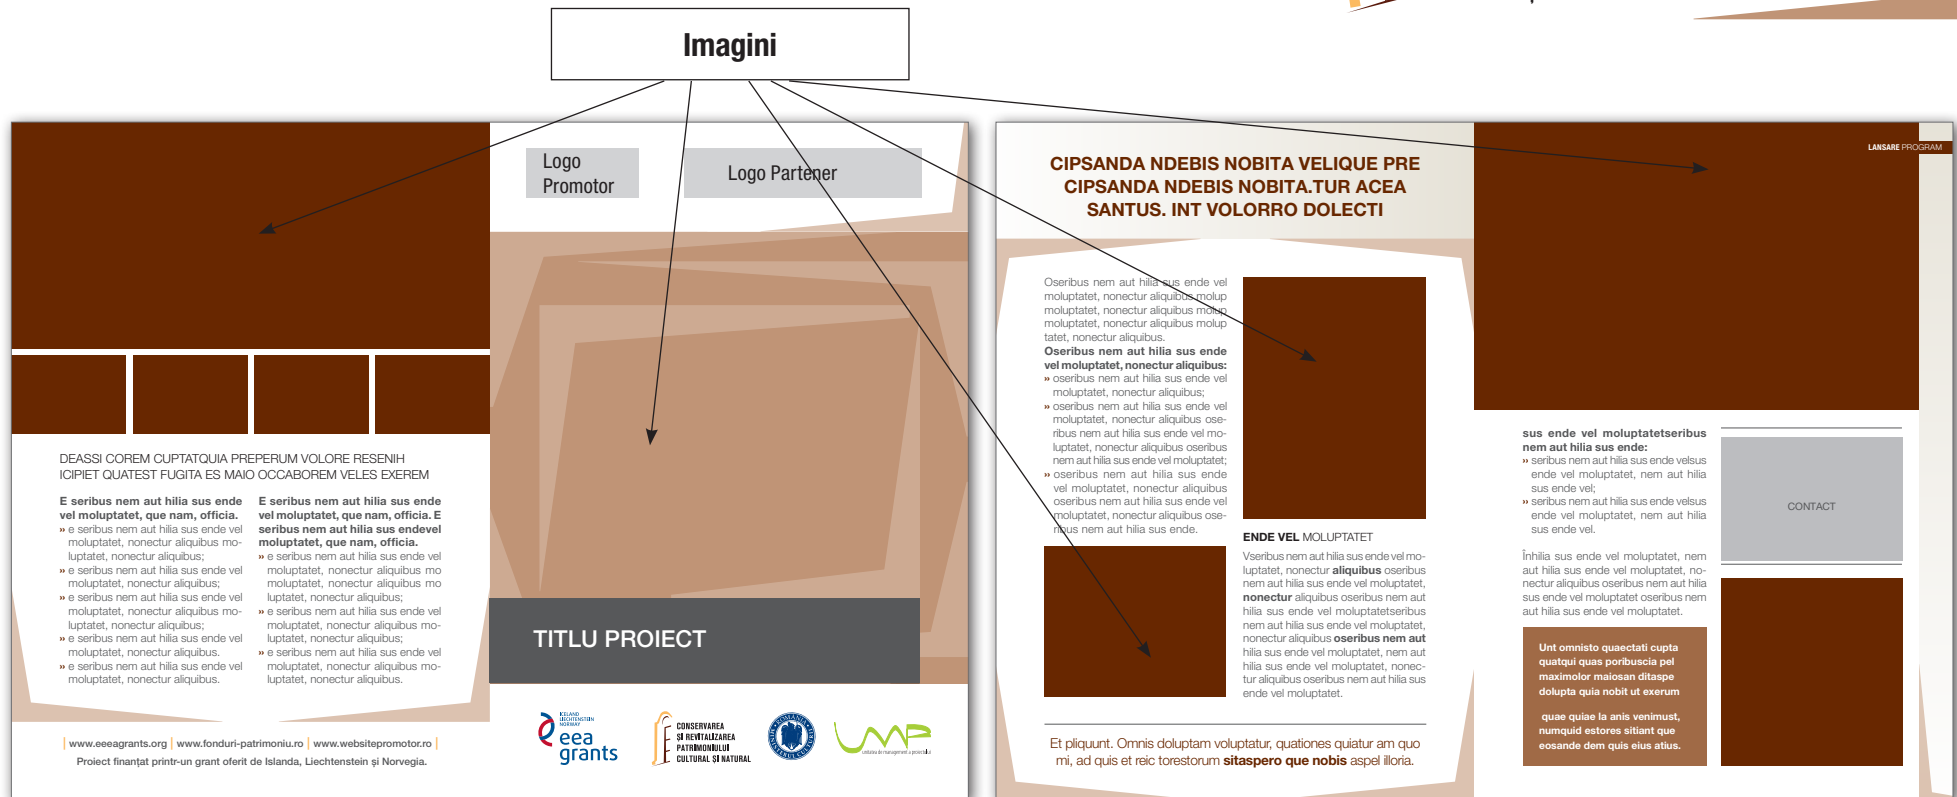 Imagini
Logo
Promotor
Logo Partener
DEASSI COREM CUPTATQUIA PREPERUM VOLORE RESENIH
ICIPIET QUATEST FUGITA ES MAIO OCCABOREM VELES EXEREM
E seribus nem aut hilia sus ende
vel moluptatet, que nam, officia.
» e seribus nem aut hilia sus ende vel
moluptatet, nonectur aliquibus mo-
luptatet, nonectur aliquibus;
» e seribus nem aut hilia sus ende vel
moluptatet, nonectur aliquibus;
» e seribus nem aut hilia sus ende vel
moluptatet, nonectur aliquibus mo-
luptatet, nonectur aliquibus;
» e seribus nem aut hilia sus ende vel
moluptatet, nonectur aliquibus.
» e seribus nem aut hilia sus ende vel
moluptatet, nonectur aliquibus.
E seribus nem aut hilia sus ende
vel moluptatet, que nam, officia. E
seribus nem aut hilia sus endevel
moluptatet, que nam, officia.
» e seribus nem aut hilia sus ende vel
moluptatet, nonectur aliquibus mo
moluptatet, nonectur aliquibus mo
luptatet, nonectur aliquibus;
» e seribus nem aut hilia sus ende vel
moluptatet, nonectur aliquibus mo-
luptatet, nonectur aliquibus;
» e seribus nem aut hilia sus ende vel
moluptatet, nonectur aliquibus mo-
luptatet, nonectur aliquibus.
| www.eeeagrants.org | www.fonduri-patrimoniu.ro | www.websitepromotor.ro |
Proiect finanțat printr-un grant oferit de Islanda, Liechtenstein și Norvegia.
TITLU PROIECT
ICELAND
LIECHTENSTEIN
NORWAY
eea
grants
CONSERVAREA
ȘI REVITALIZAREA
PATRIMONIULUI
CULTURAL ȘI NATURAL
UMP
unitatea de management a proiectului
CIPSANDA NDEBIS NOBITA VELIQUE PRE
CIPSANDA NDEBIS NOBITA.TUR ACEA
SANTUS. INT VOLORRO DOLECTI
Oseribus nem aut hilia sus ende vel
moluptatet, nonectur aliquibus molup
moluptatet, nonectur aliquibus molup
moluptatet, nonectur aliquibus molup
tatet, nonectur aliquibus.
Oseribus nem aut hilia sus ende
vel moluptatet, nonectur aliquibus:
» oseribus nem aut hilia sus ende vel
moluptatet, nonectur aliquibus;
» oseribus nem aut hilia sus ende vel
moluptatet, nonectur aliquibus ose-
ribus nem aut hilia sus ende vel mo-
luptatet, nonectur aliquibus oseribus
nem aut hilia sus ende vel moluptatet;
» oseribus nem aut hilia sus ende
vel moluptatet, nonectur aliquibus
oseribus nem aut hilia sus ende vel
moluptatet, nonectur aliquibus ose-
ribus nem aut hilia sus ende.
ENDE VEL MOLUPTATET
Vseribus nem aut hilia sus ende vel mo-
luptatet, nonectur aliquibus oseribus
nem aut hilia sus ende vel moluptatet,
nonectur aliquibus oseribus nem aut
hilia sus ende vel moluptatetseribus
nem aut hilia sus ende vel moluptatet,
nonectur aliquibus oseribus nem aut
hilia sus ende vel moluptatet, nem aut
hilia sus ende vel moluptatet, nonec-
tur aliquibus oseribus nem aut hilia sus
ende vel moluptatet.
Et pliquunt. Omnis doluptam voluptatur, quationes quiatur am quo
mi, ad quis et reic torestorum sitaspero que nobis aspel illoria.
LANSARE PROGRAM
sus ende vel moluptatetseribus
nem aut hilia sus ende:
» seribus nem aut hilia sus ende velsus
ende vel moluptatet, nem aut hilia
sus ende vel;
» seribus nem aut hilia sus ende velsus
ende vel moluptatet, nem aut hilia
sus ende vel.
Înhilia sus ende vel moluptatet, nem
aut hilia sus ende vel moluptatet, no-
nectur aliquibus oseribus nem aut hilia
sus ende vel moluptatet oseribus nem
aut hilia sus ende vel moluptatet.
CONTACT
Unt omnisto quaectati cupta
quatqui quas poribuscia pel
maximolor maiosan ditaspe
dolupta quia nobit ut exerum
quae quiae la anis venimust,
numquid estores sitiant que
eosande dem quis eius atius.